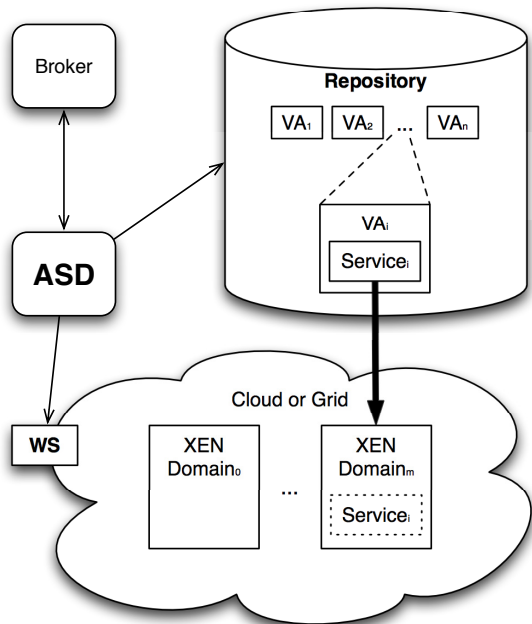 Broker
Repository
VA₁ VA₂ ... VAₙ
ASD
VAᵢ
Serviceᵢ
Cloud or Grid
WS
XEN
Domain₀
...
XEN
Domainₘ
Serviceᵢ